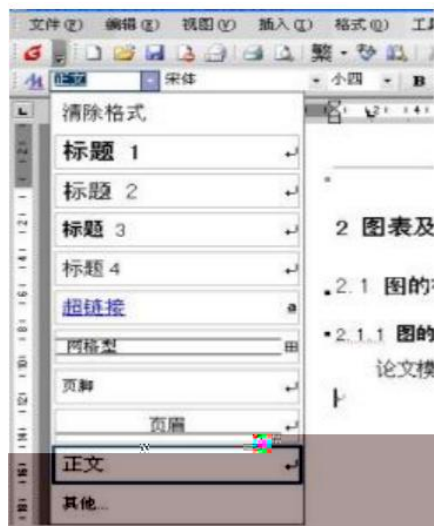 文件(F) 编辑(E) 视图(V) 插入(I) 格式(O) 工
繁
正文 宋体 小四 B
清除格式
标题 1
标题 2
标题 3
标题 4
超链接 a
网格型
页脚
页眉
正文
其他...
2 图表及
2.1 图的
2.1.1 图的
论文模